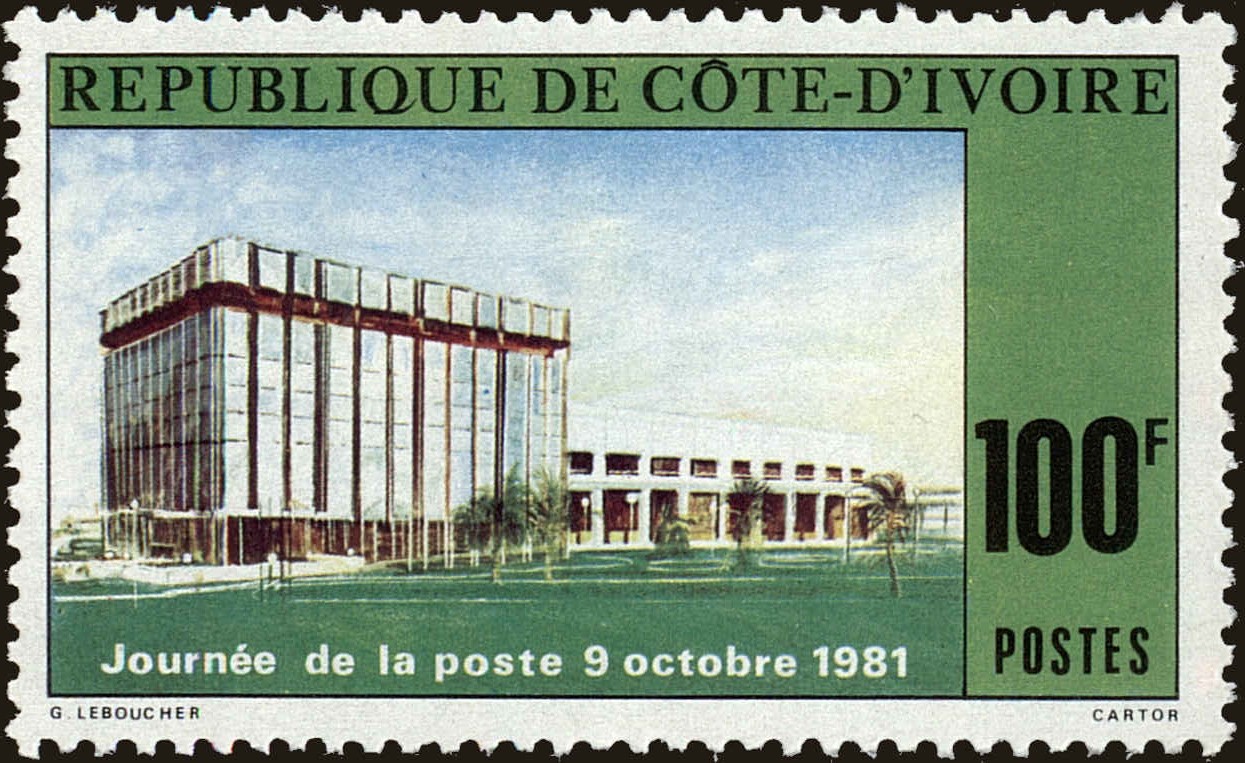 REPUBLIQUE DE CÔTE-D'IVOIRE
100F
POSTES
Journée de la poste 9 octobre 1981
G. LEBOUCHER
CARTOR